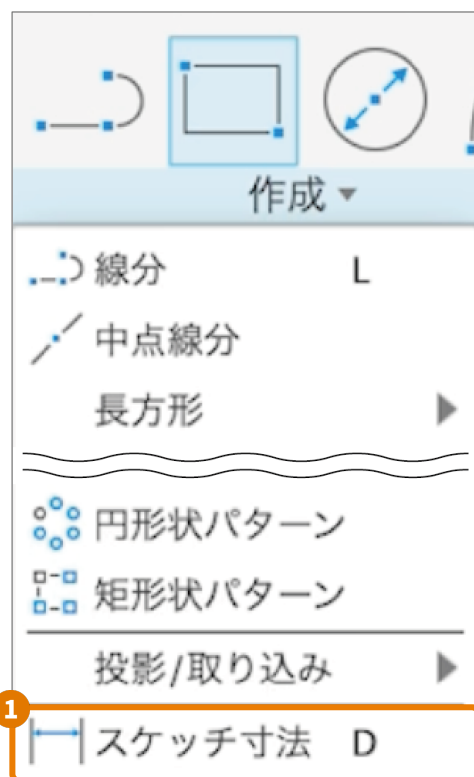 作成 ▼
線分 L
中点線分
長方形 ▶
円形状パターン
矩形状パターン
投影/取り込み ▶
1
スケッチ寸法 D